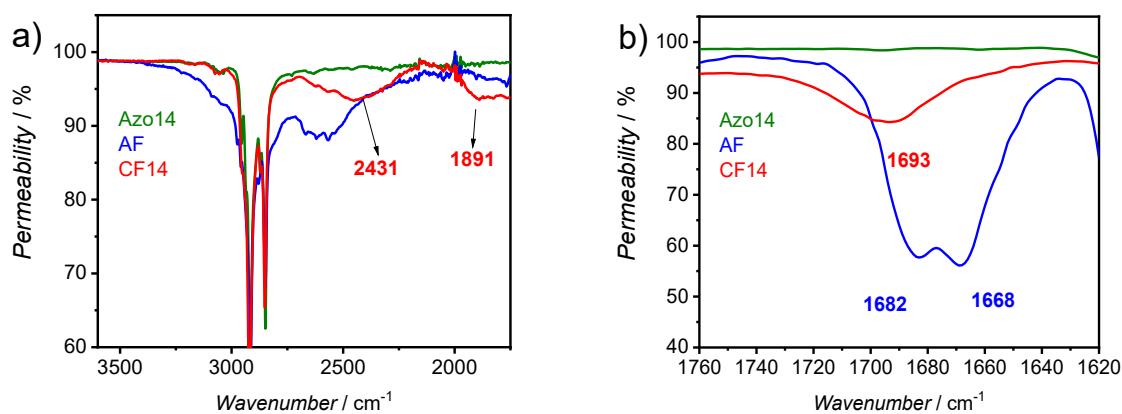 a)
Permeability / %
100
90
80
70
60
Azo14
AF
CF14
2431
1891
3500
3000
2500
2000
Wavenumber / cm⁻¹
b)
Permeability / %
100
90
80
70
60
50
40
Azo14
AF
CF14
1693
1682
1668
1760
1740
1720
1700
1680
1660
1640
1620
Wavenumber / cm⁻¹